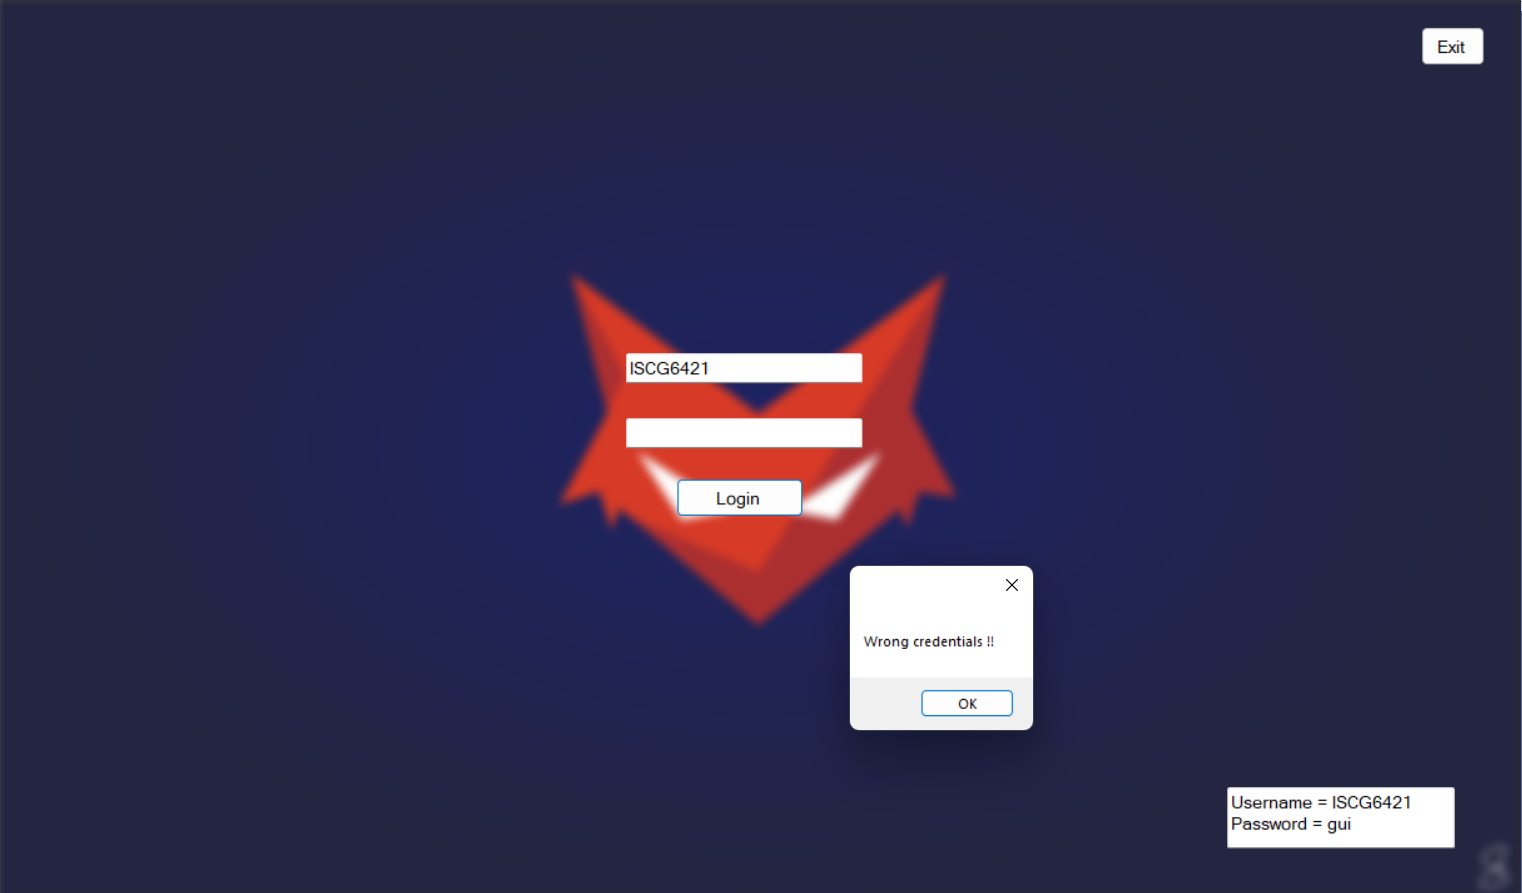 Exit
ISCG6421
Login
Wrong credentials !!
OK
Username = ISCG6421
Password = gui